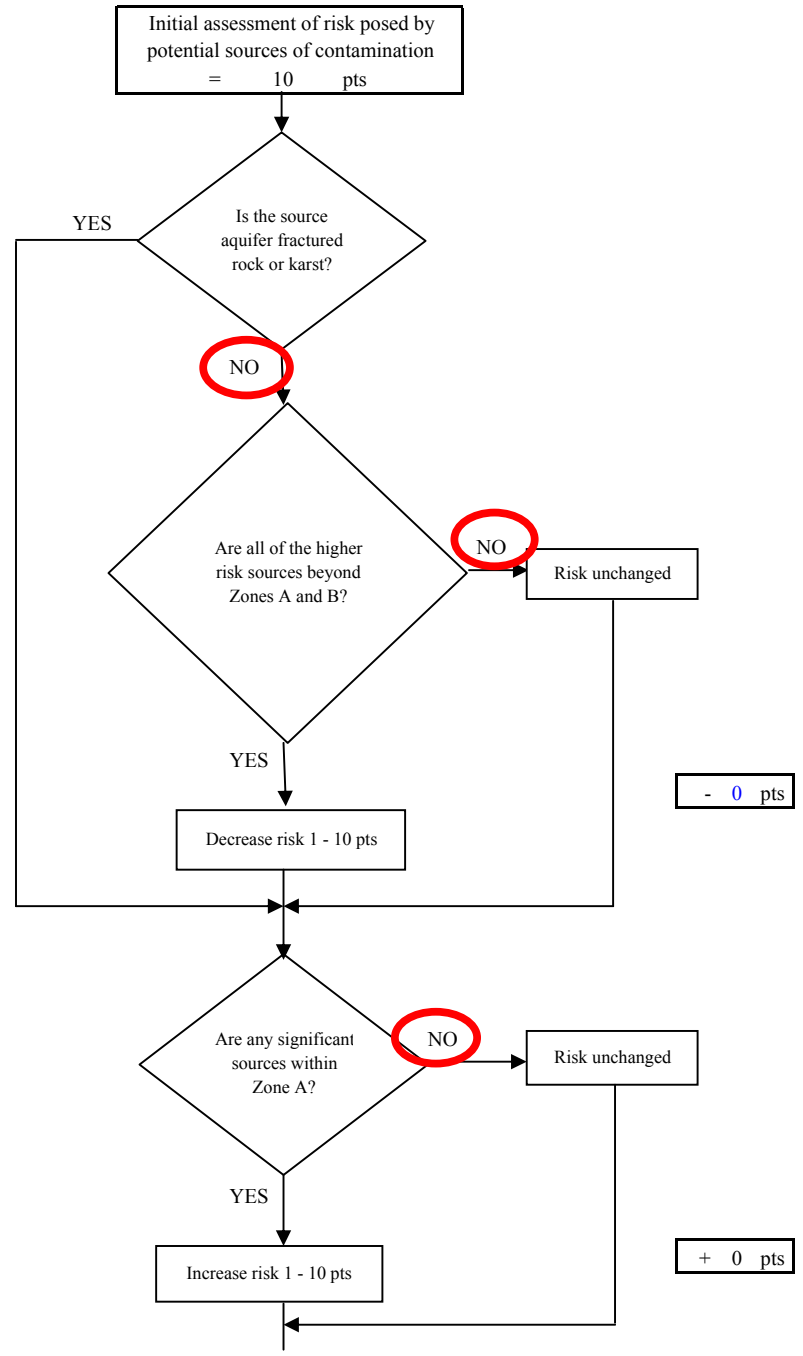 Initial assessment of risk posed by
potential sources of contamination
= 10 pts
YES
Is the source
aquifer fractured
rock or karst?
NO
Are all of the higher
risk sources beyond
Zones A and B?
NO
Risk unchanged
YES
- 0 pts
Decrease risk 1 - 10 pts
Are any significant
sources within
Zone A?
NO
Risk unchanged
YES
+ 0 pts
Increase risk 1 - 10 pts